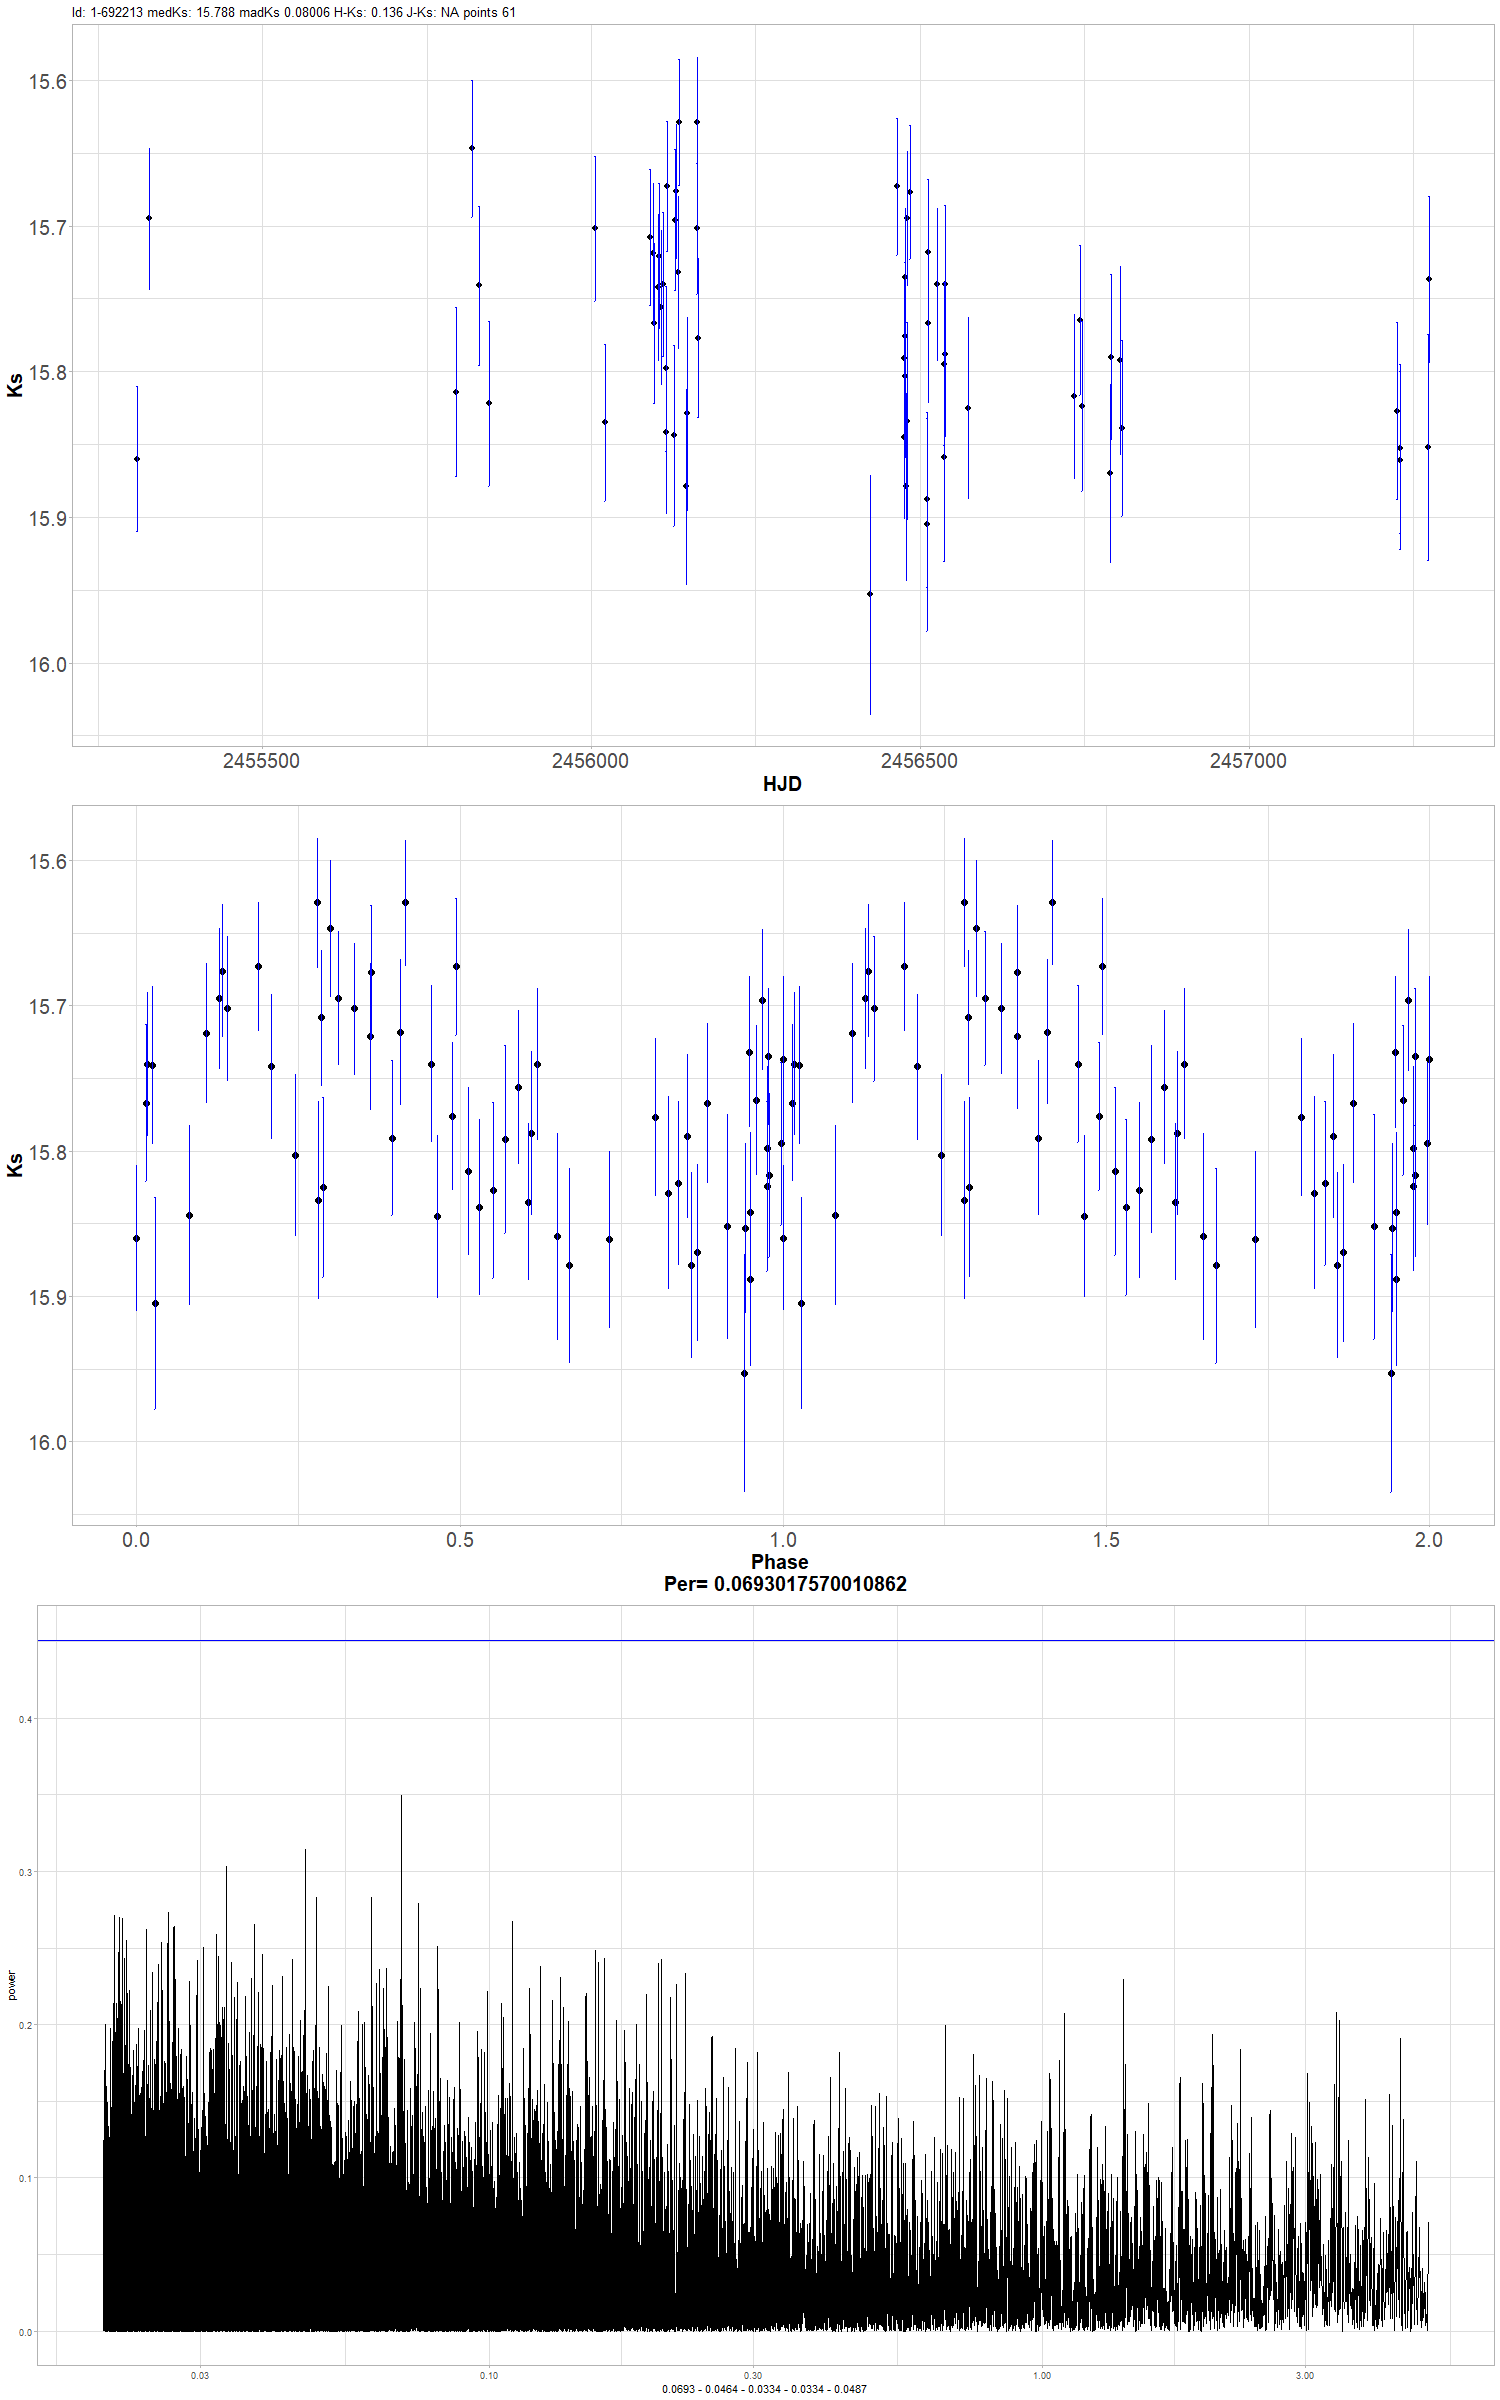 Id: 1-692213 medKs: 15.788 madKs 0.08006 H-Ks: 0.136 J-Ks: NA points 61
15.6
15.7
15.8
15.9
16.0
Ks
2455500 2456000 2456500 2457000
HJD
15.6
15.7
15.8
15.9
16.0
Ks
0.0 0.5 1.0 1.5 2.0
Phase
Per= 0.0693017570010862
0.4
0.3
0.2
0.1
0.0
power
0.03 0.10 0.30 1.00 3.00
0.0693 - 0.0464 - 0.0334 - 0.0334 - 0.0487